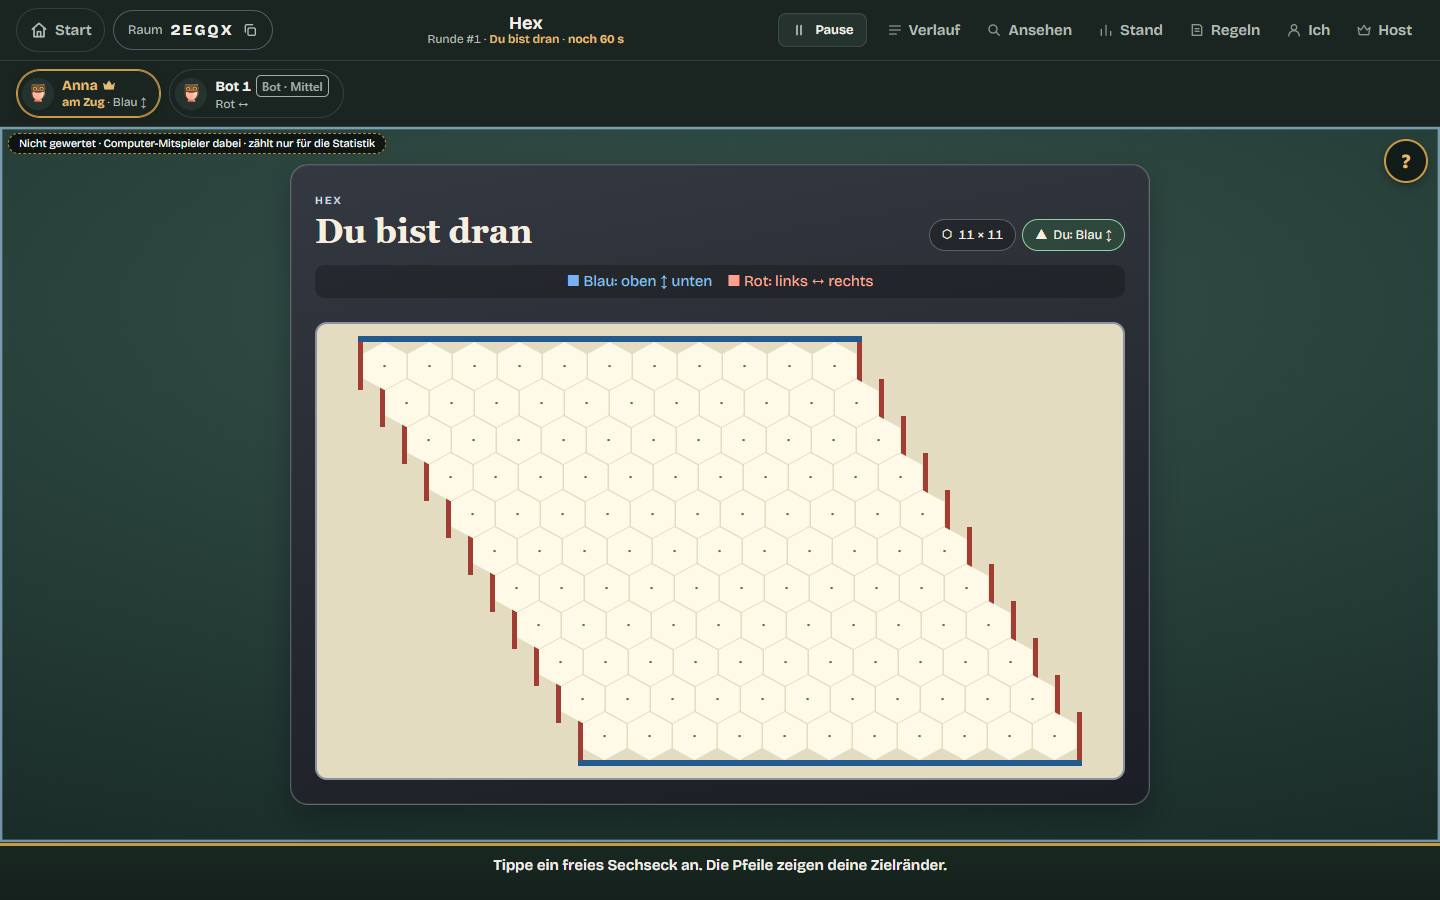 Start
Raum 2EGQX
Hex
Runde #1 · Du bist dran · noch 60 s
Pause
Verlauf
Ansehen
Stand
Regeln
Ich
Host
Anna
am Zug · Blau ↕
Bot 1 Bot · Mittel
Rot ↔
Nicht gewertet · Computer-Mitspieler dabei · zählt nur für die Statistik
?
HEX
Du bist dran
11 × 11
Du: Blau ↕
Blau: oben ↕ unten Rot: links ↔ rechts
Tippe ein freies Sechseck an. Die Pfeile zeigen deine Zielränder.